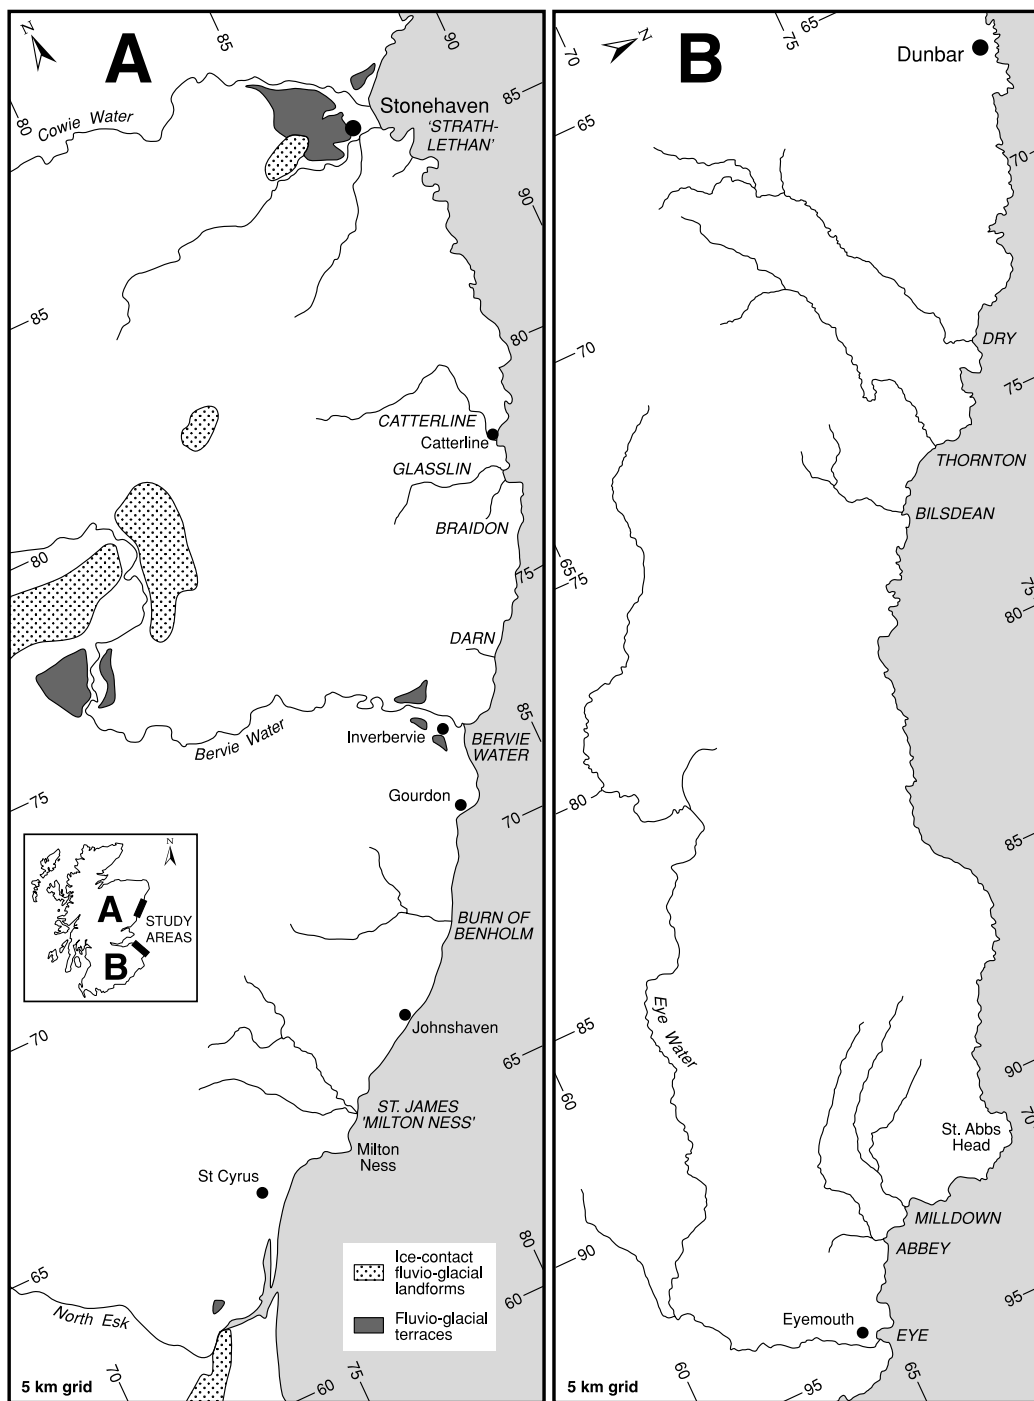 N
A
85
90
85
80
Cowie Water
Stonehaven
'STRATH-
LETHAN'
90
85
80
CATTERLINE
Catterline
GLASSLIN
BRAIDON
80
75
DARN
85
Bervie Water
Inverbervie
BERVIE
WATER
Gourdon
75
70
N
A
STUDY
AREAS
B
BURN OF
BENHOLM
Johnshaven
70
65
ST. JAMES
'MILTON NESS'
Milton
Ness
St Cyrus
80
65
60
North Esk
Ice-contact
fluvio-glacial
landforms
Fluvio-glacial
terraces
5 km grid
70
75
60
N
B
70
75
65
Dunbar
65
70
DRY
70
75
THORNTON
BILSDEAN
65
75
75
80
80
85
Eye Water
85
90
60
70
St. Abbs
Head
MILLDOWN
ABBEY
90
95
Eyemouth
EYE
5 km grid
60
95
65